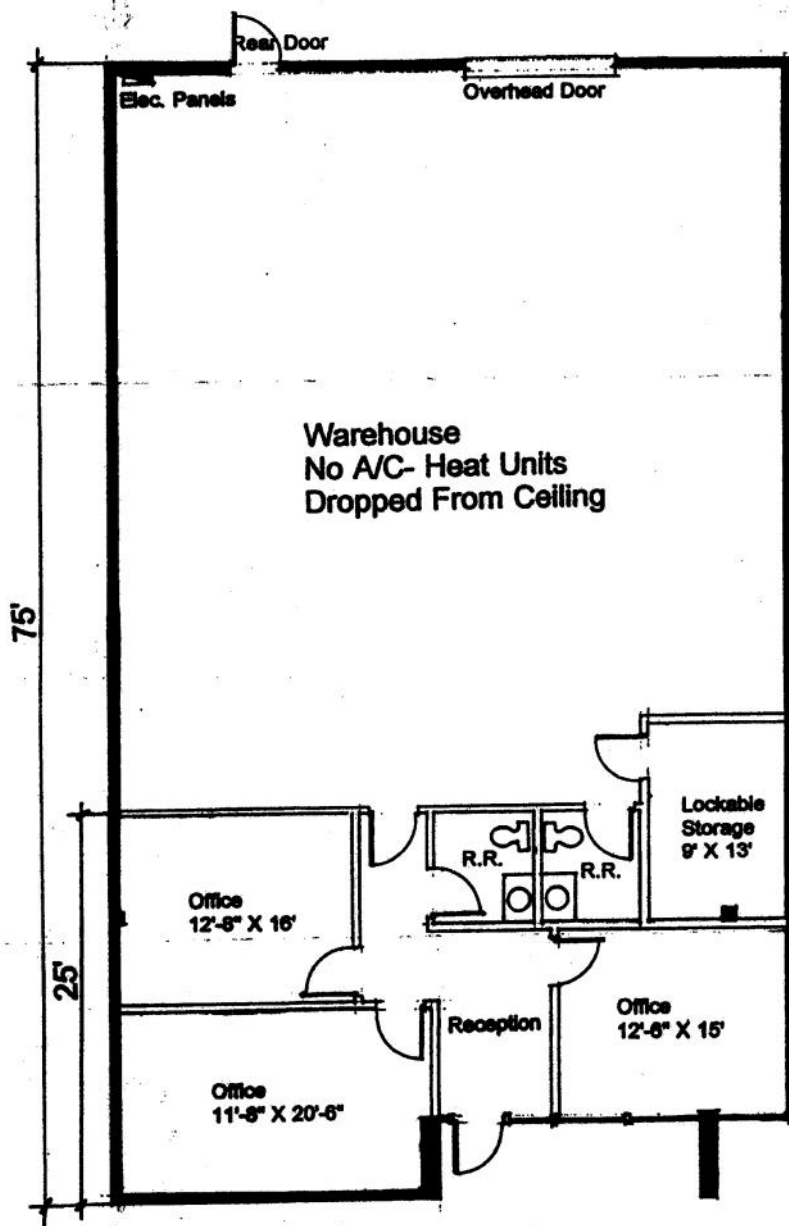 Rear Door
Elec. Panels
Overhead Door
Warehouse
No A/C- Heat Units
Dropped From Ceiling
75'
Lockable
Storage
9' X 13'
R.R.
R.R.
Office
12'-8" X 16'
25'
Reception
Office
12'-6" X 15'
Office
11'-8" X 20'-6"